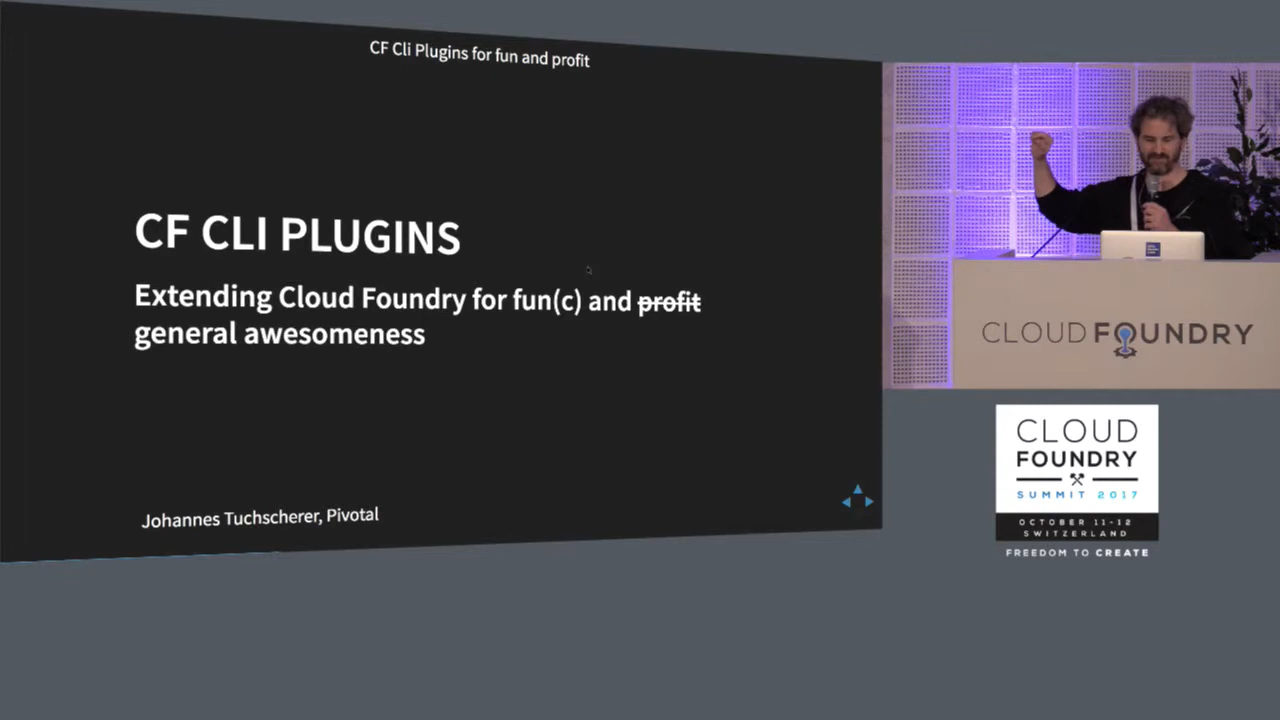 CF Cli Plugins for fun and profit
CF CLI PLUGINS
Extending Cloud Foundry for fun(c) and profit
general awesomeness
Johannes Tuchscherer, Pivotal
CLOUD FOUNDRY
CLOUD
FOUNDRY
SUMMIT 2017
OCTOBER 11-12
SWITZERLAND
FREEDOM TO CREATE